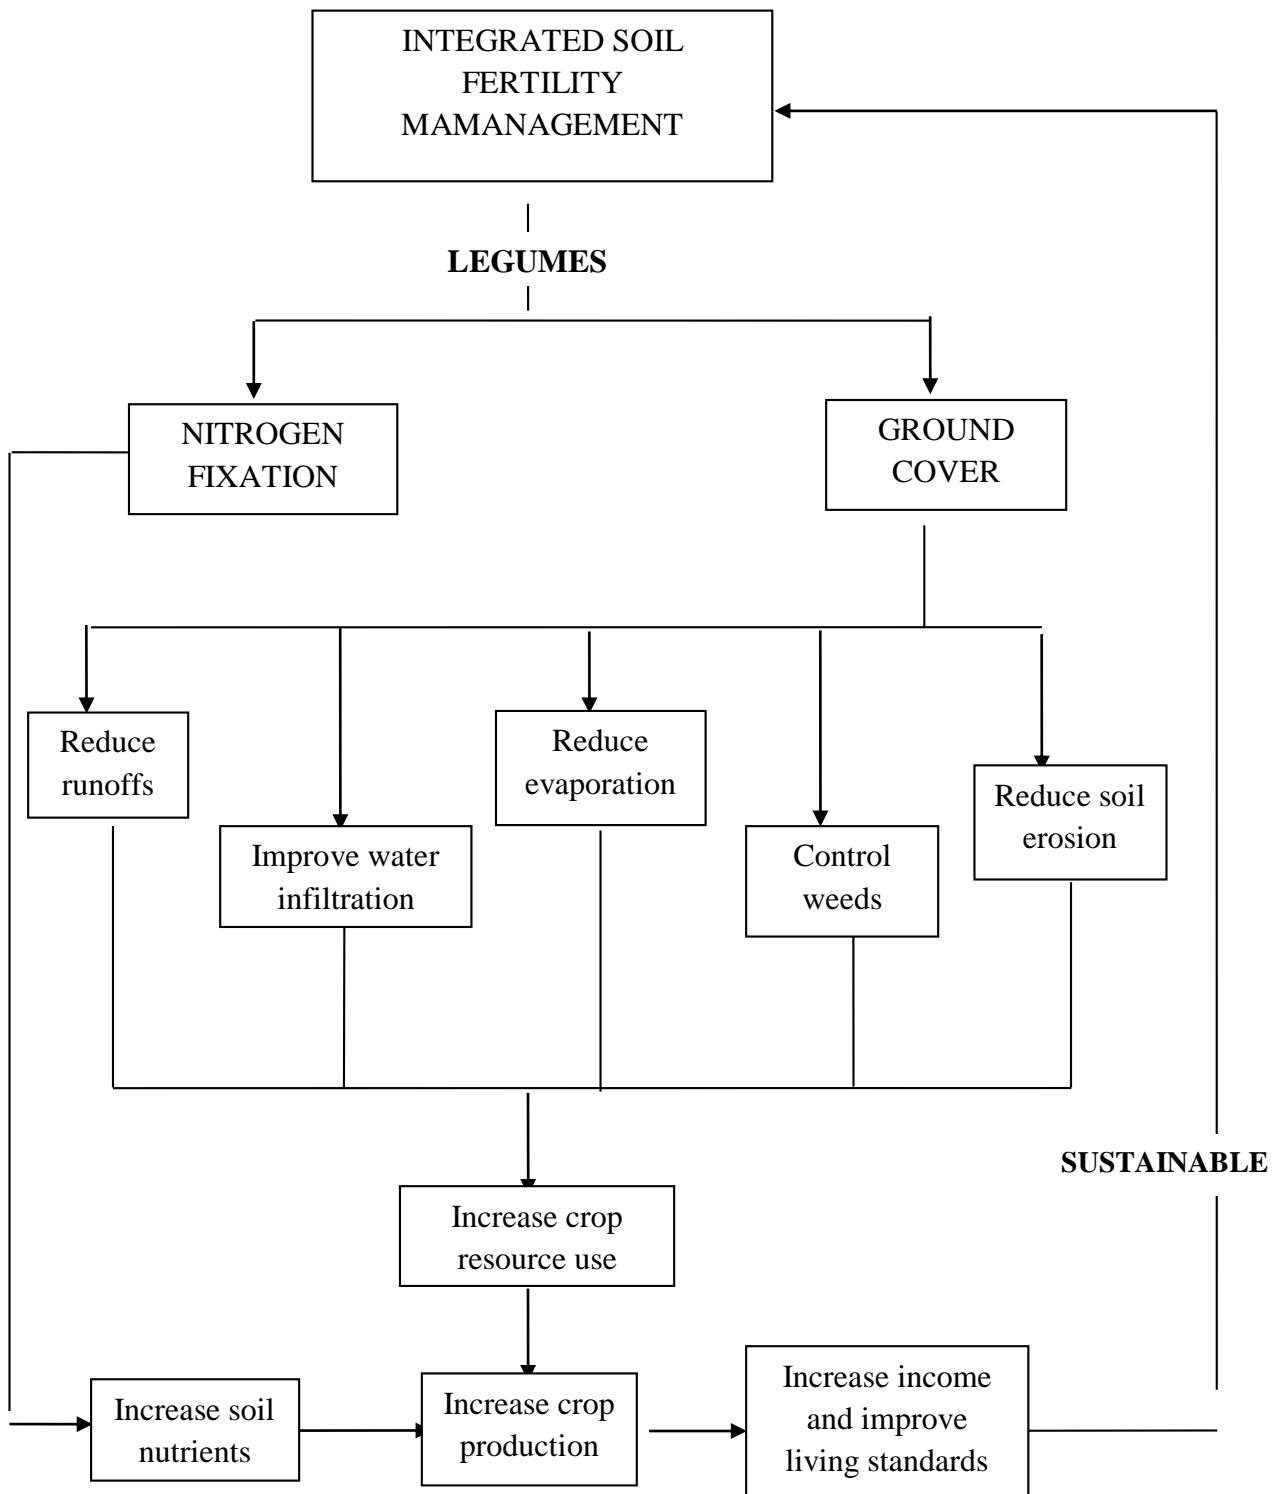 INTEGRATED SOIL
FERTILITY
MAMANAGEMENT
LEGUMES
NITROGEN
FIXATION
GROUND
COVER
Reduce
runoffs
Improve water
infiltration
Reduce
evaporation
Control
weeds
Reduce soil
erosion
SUSTAINABLE
Increase crop
resource use
Increase soil
nutrients
Increase crop
production
Increase income
and improve
living standards